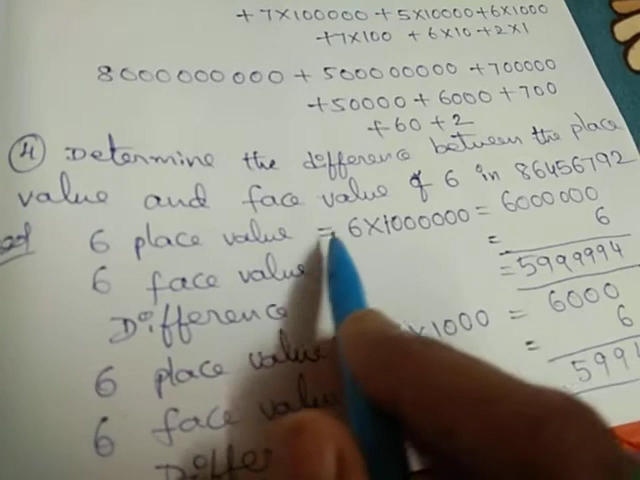 +7×100000 + 5×10000 +6×1000
+7×100 + 6×10 + 2×1
8000000000 + 500000000 + 700000
+50000 + 6000 + 700
+ 60 + 2
4 Determine the difference between the place
value and face value of 6 in 86456792
6 place value = 6×1000000 = 6000000
6 face value = 6
Difference = 5999994
6 place value ×1000 = 6000
6 face value = 6
Differ 599